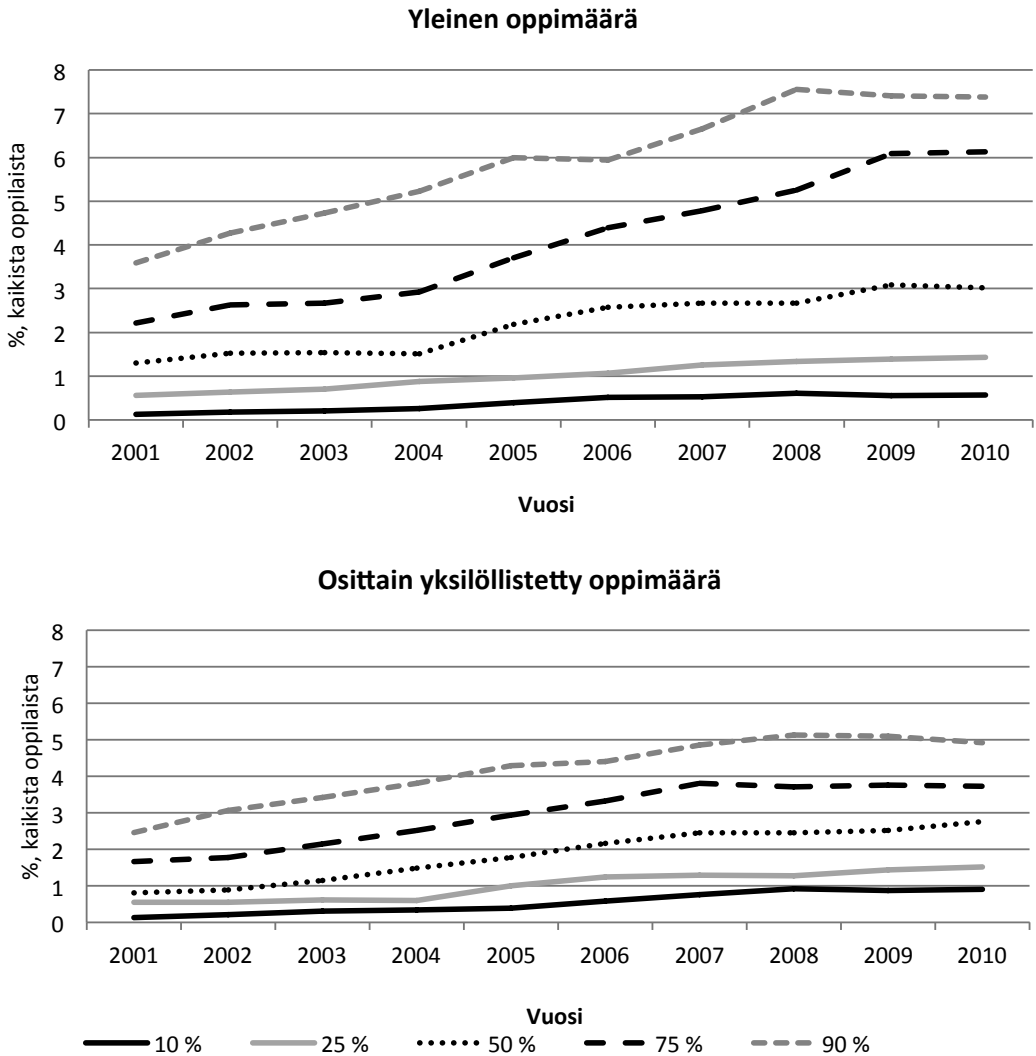 Yleinen oppimäärä
%, kaikista oppilaista
8
7
6
5
4
3
2
1
0
2001 2002 2003 2004 2005 2006 2007 2008 2009 2010
Vuosi
Osittain yksilöllistetty oppimäärä
%, kaikista oppilaista
8
7
6
5
4
3
2
1
0
2001 2002 2003 2004 2005 2006 2007 2008 2009 2010
Vuosi
10 % 25 % 50 % 75 % 90 %